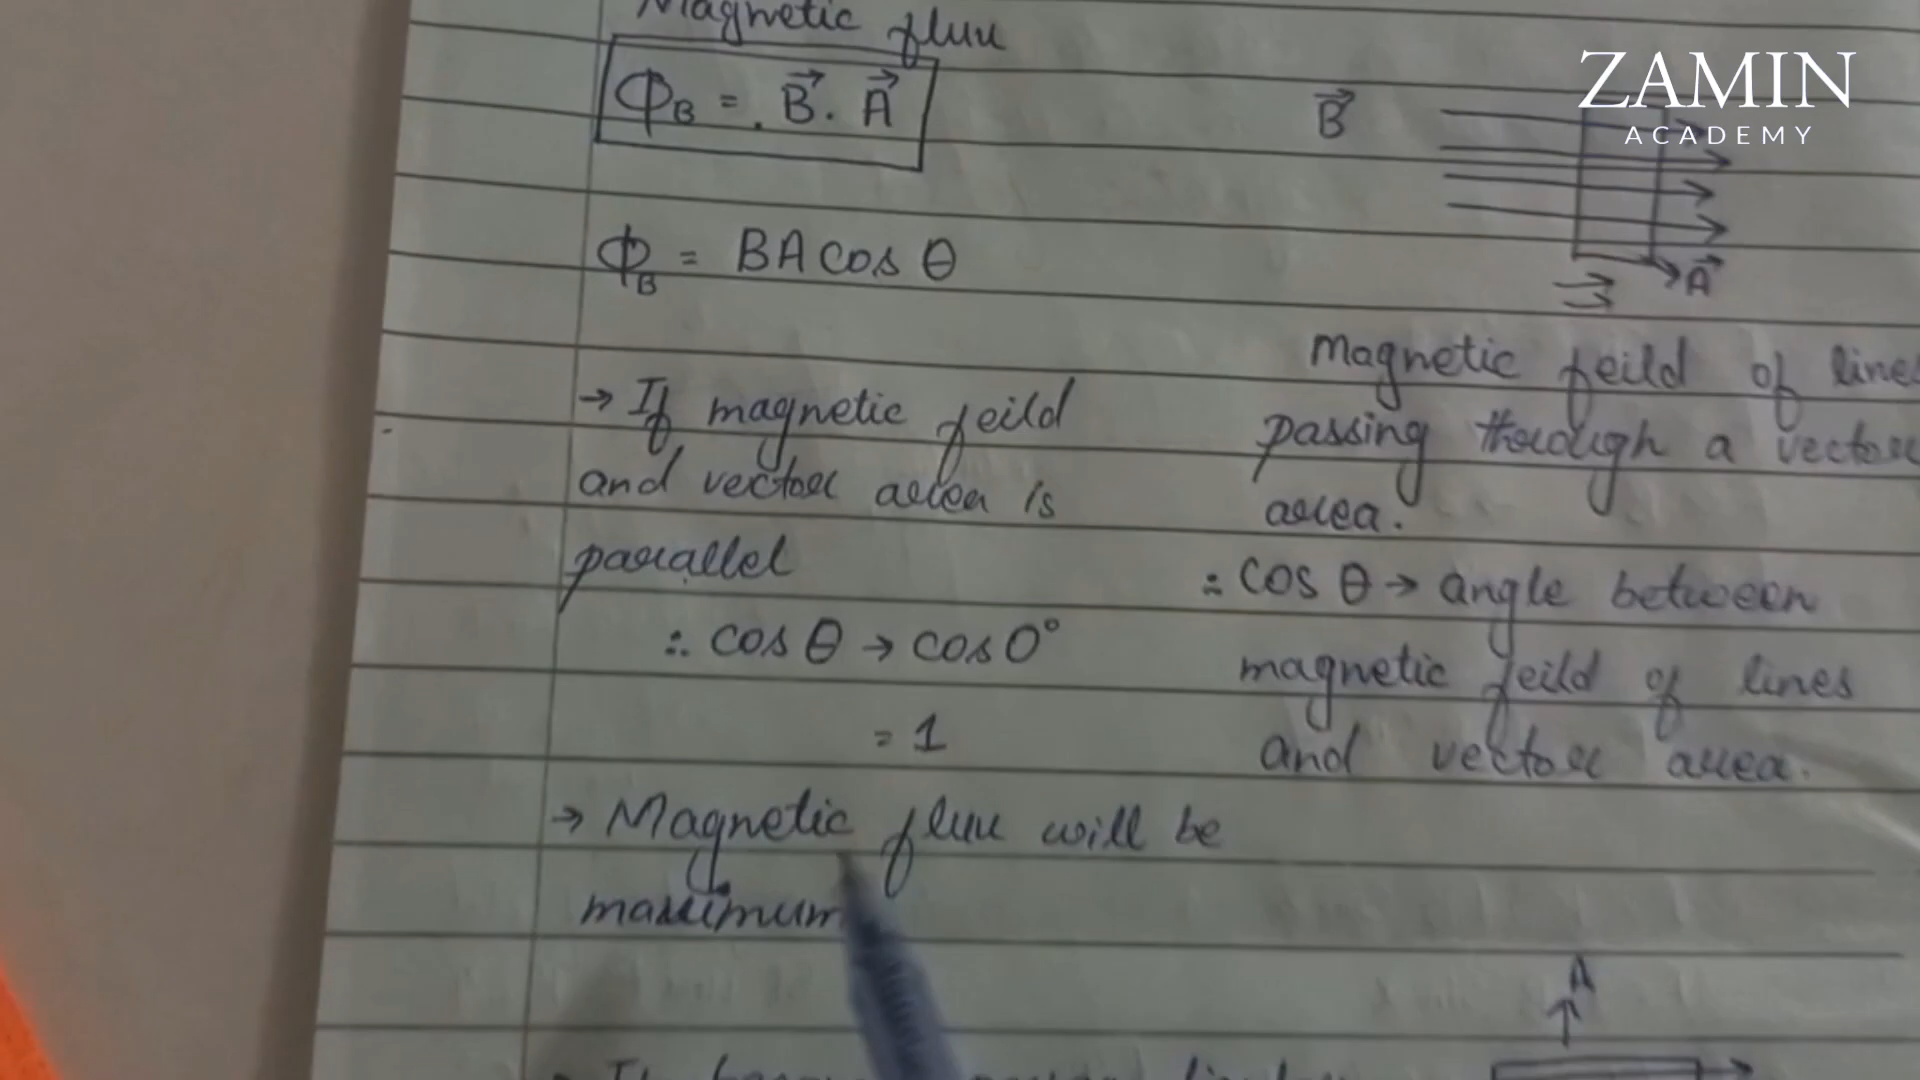 Magnetic flux
ZAMIN
ACADEMY
ΦB = . B⃗ . A⃗
B⃗
ΦB = BA cos θ
A⃗
→ If magnetic feild
and vector area is
parallel
∴ cos θ → cos 0°
= 1
→ Magnetic flux will be
maximum
Magnetic feild of lines
passing through a vector
area.
∴ cos θ → angle between
magnetic feild of lines
and vector area.
A